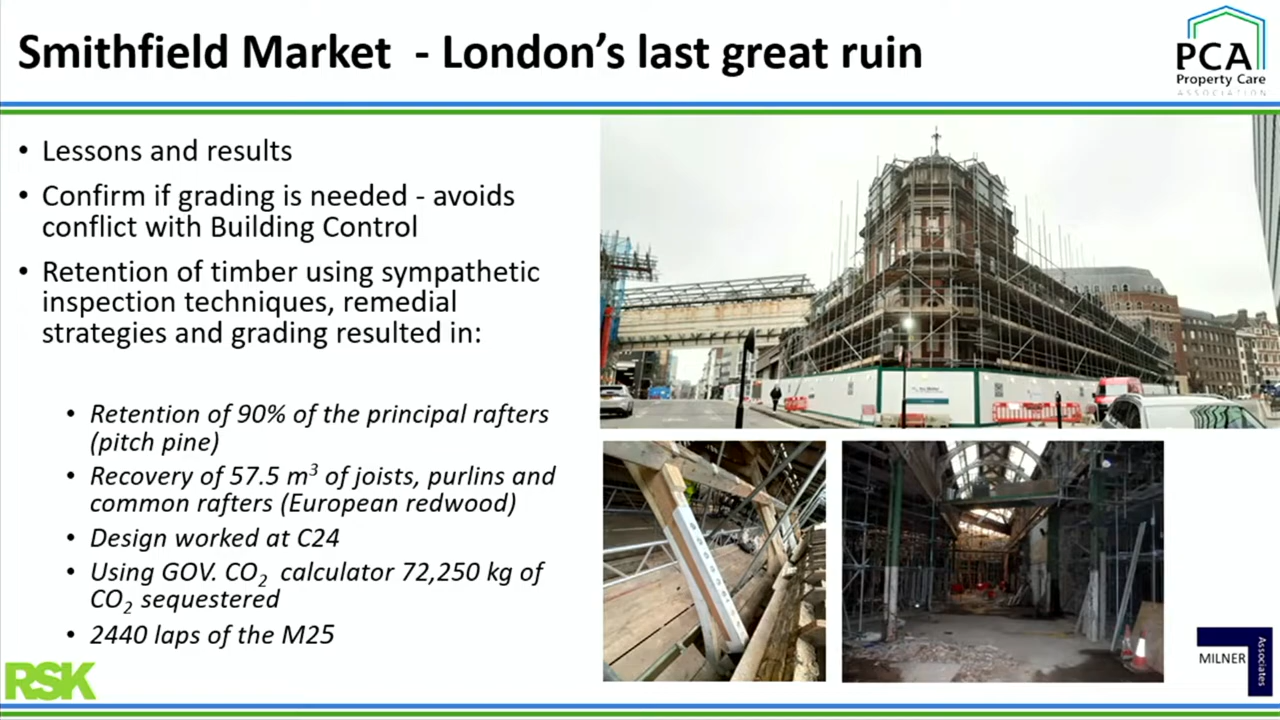 Smithfield Market - London's last great ruin
PCA
Property Care
ASSOCIATION
• Lessons and results
• Confirm if grading is needed - avoids
conflict with Building Control
• Retention of timber using sympathetic
inspection techniques, remedial
strategies and grading resulted in:
• Retention of 90% of the principal rafters
(pitch pine)
• Recovery of 57.5 m³ of joists, purlins and
common rafters (European redwood)
• Design worked at C24
• Using GOV. CO₂ calculator 72,250 kg of
CO₂ sequestered
• 2440 laps of the M25
RSK
MILNER
Associates